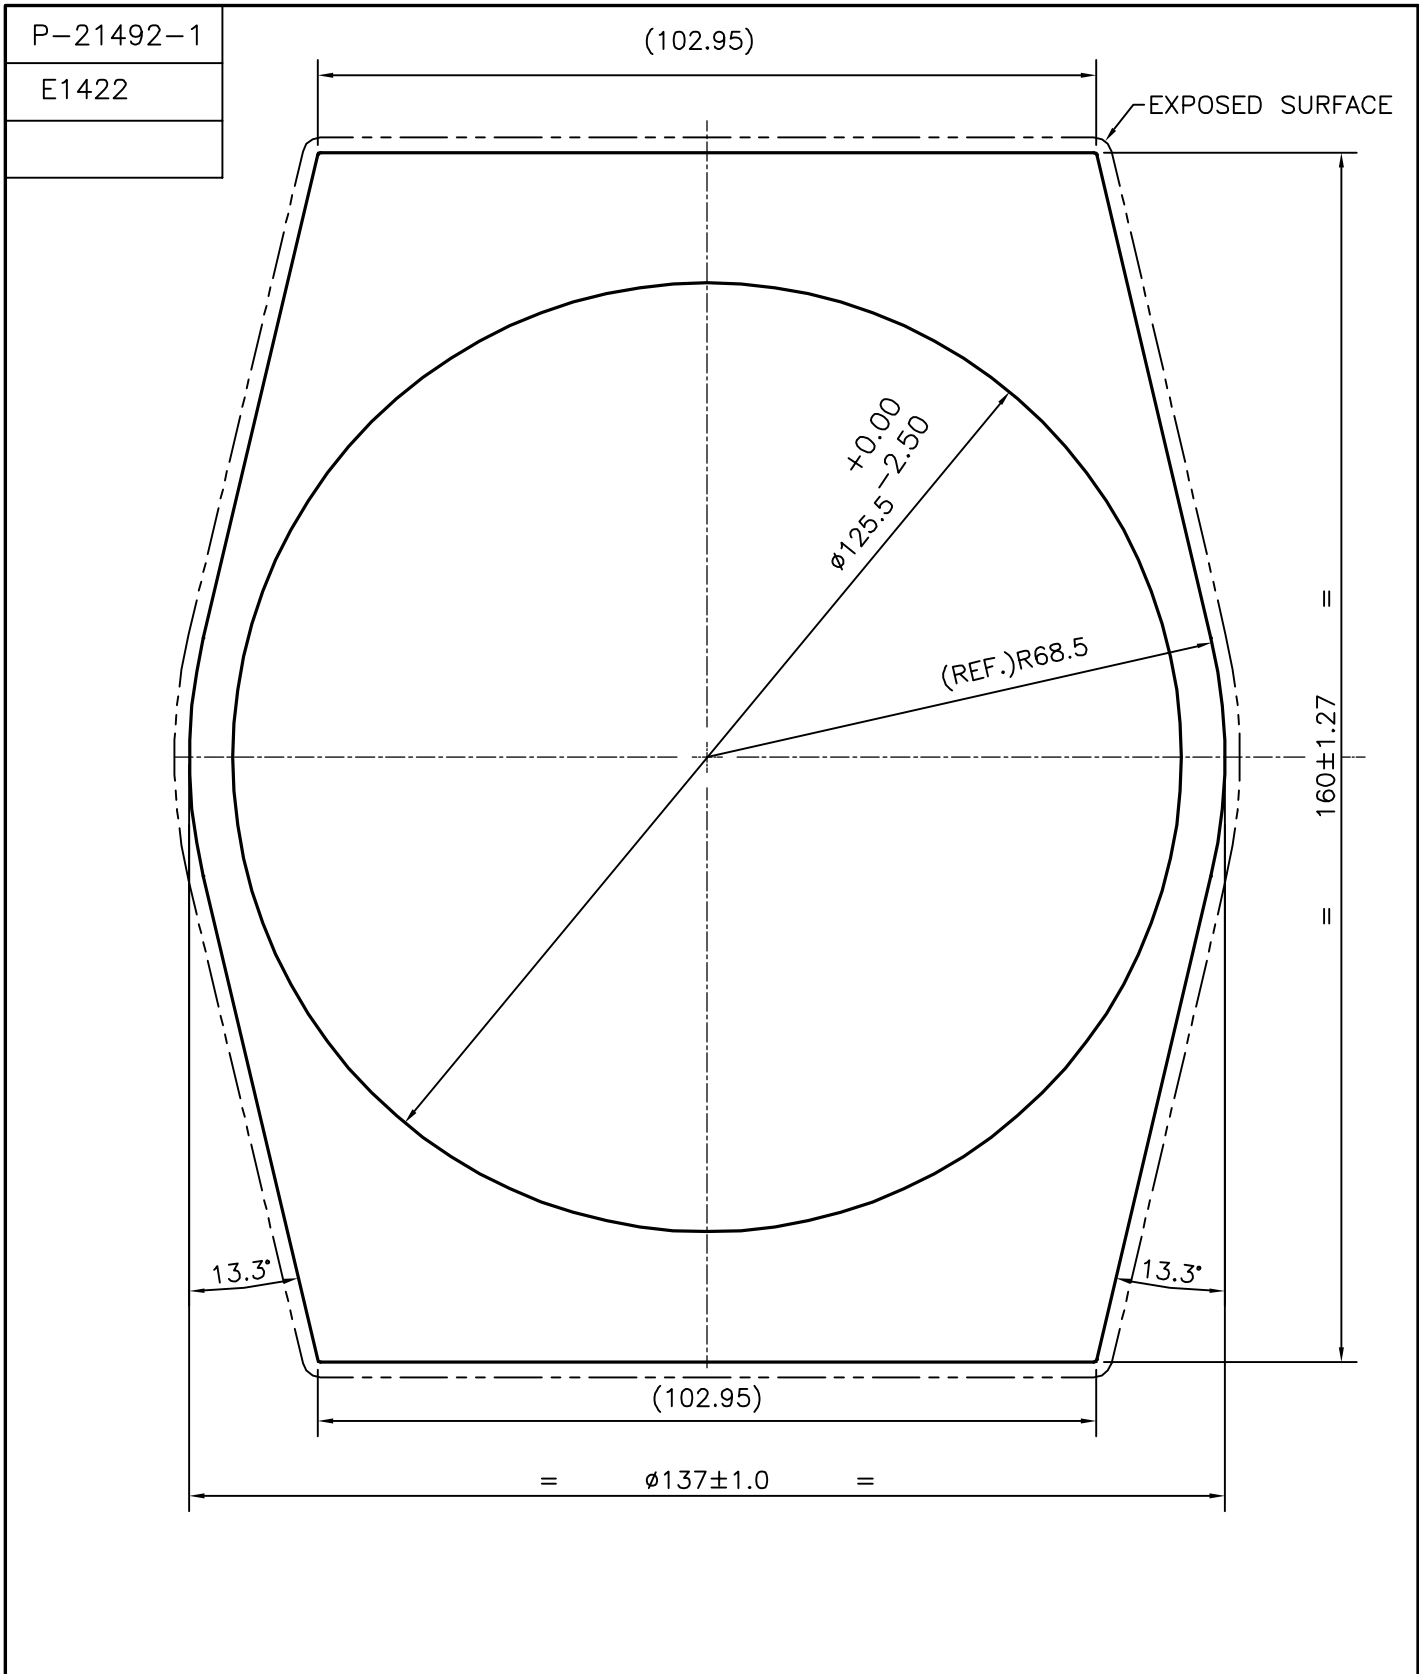 P-21492-1
E1422
(102.95)
EXPOSED SURFACE
+0.00
ø125.5 -2.50
(REF.)R68.5
= 160±1.27 =
13.3°
13.3°
(102.95)
= ø137±1.0 =